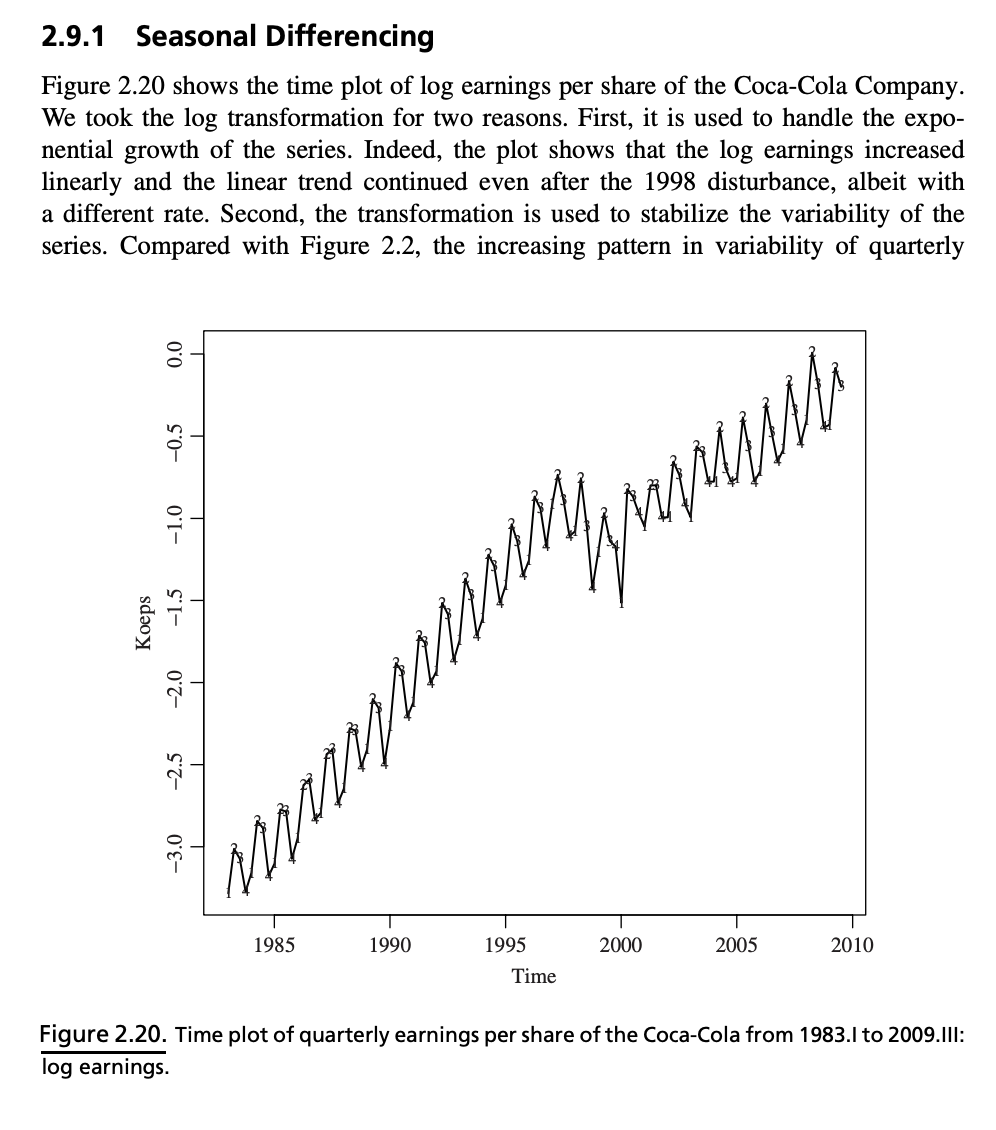 2.9.1 Seasonal Differencing
Figure 2.20 shows the time plot of log earnings per share of the Coca-Cola Company.
We took the log transformation for two reasons. First, it is used to handle the expo-
nential growth of the series. Indeed, the plot shows that the log earnings increased
linearly and the linear trend continued even after the 1998 disturbance, albeit with
a different rate. Second, the transformation is used to stabilize the variability of the
series. Compared with Figure 2.2, the increasing pattern in variability of quarterly
0.0
−0.5
−1.0
−1.5
−2.0
−2.5
−3.0
Koeps
1985 1990 1995 2000 2005 2010
Time
Figure 2.20. Time plot of quarterly earnings per share of the Coca-Cola from 1983.I to 2009.III:
log earnings.